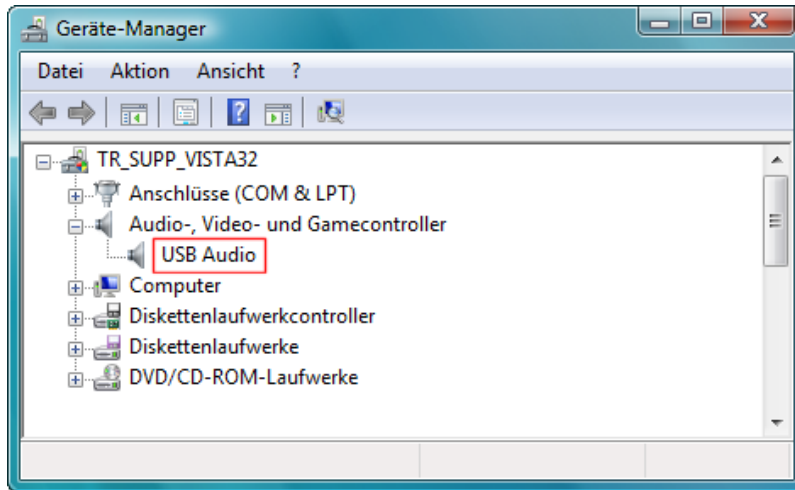 Geräte-Manager
Datei Aktion Ansicht ?
TR_SUPP_VISTA32
Anschlüsse (COM & LPT)
Audio-, Video- und Gamecontroller
USB Audio
Computer
Diskettenlaufwerkcontroller
Diskettenlaufwerke
DVD/CD-ROM-Laufwerke